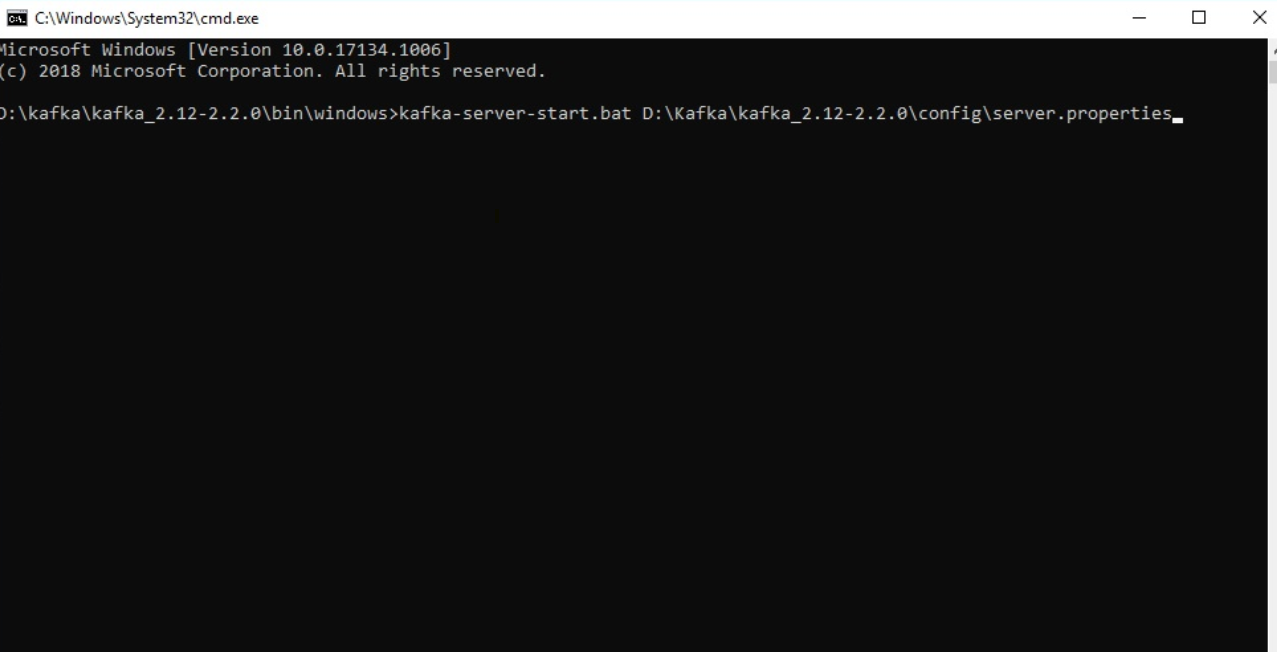 C:\Windows\System32\cmd.exe
Microsoft Windows [Version 10.0.17134.1006]
(c) 2018 Microsoft Corporation. All rights reserved.
D:\kafka\kafka_2.12-2.2.0\bin\windows>kafka-server-start.bat D:\Kafka\kafka_2.12-2.2.0\config\server.properties